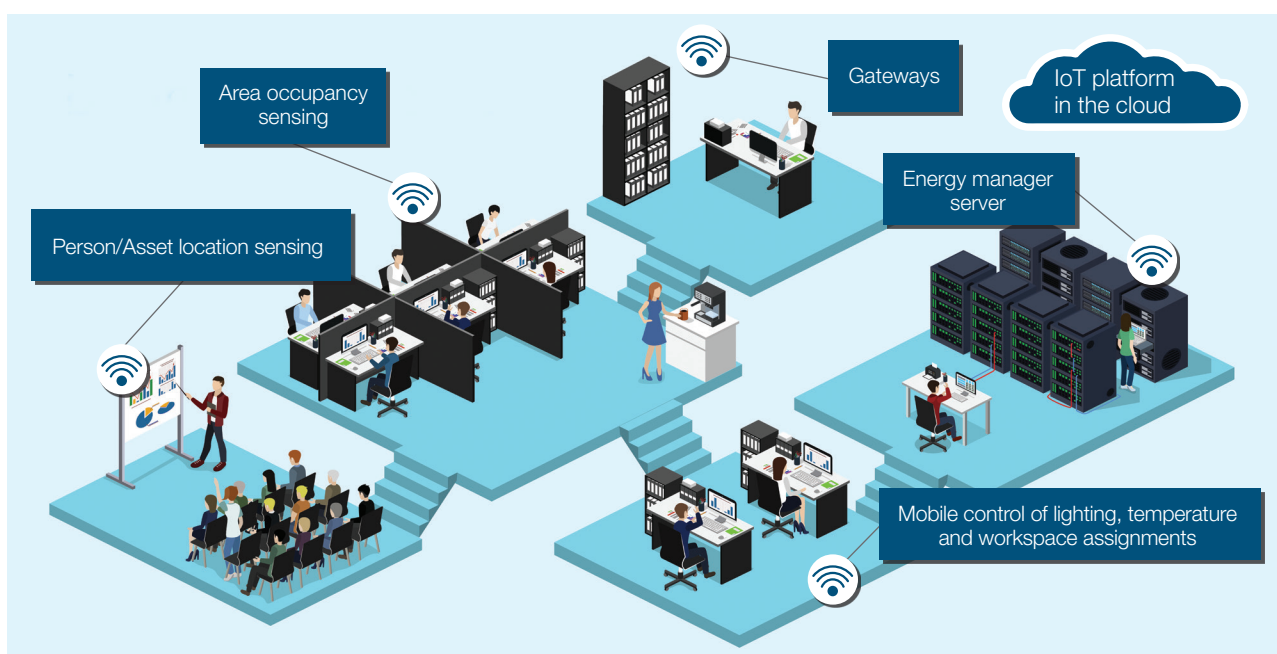 Gateways
IoT platform
in the cloud
Area occupancy
sensing
Energy manager
server
Person/Asset location sensing
Mobile control of lighting, temperature
and workspace assignments